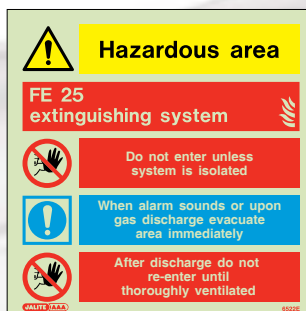 Hazardous area
FE 25
extinguishing system
Do not enter unless
system is isolated
When alarm sounds or upon
gas discharge evacuate
area immediately
After discharge do not
re-enter until
thoroughly ventilated
JALITE AAA
6522E